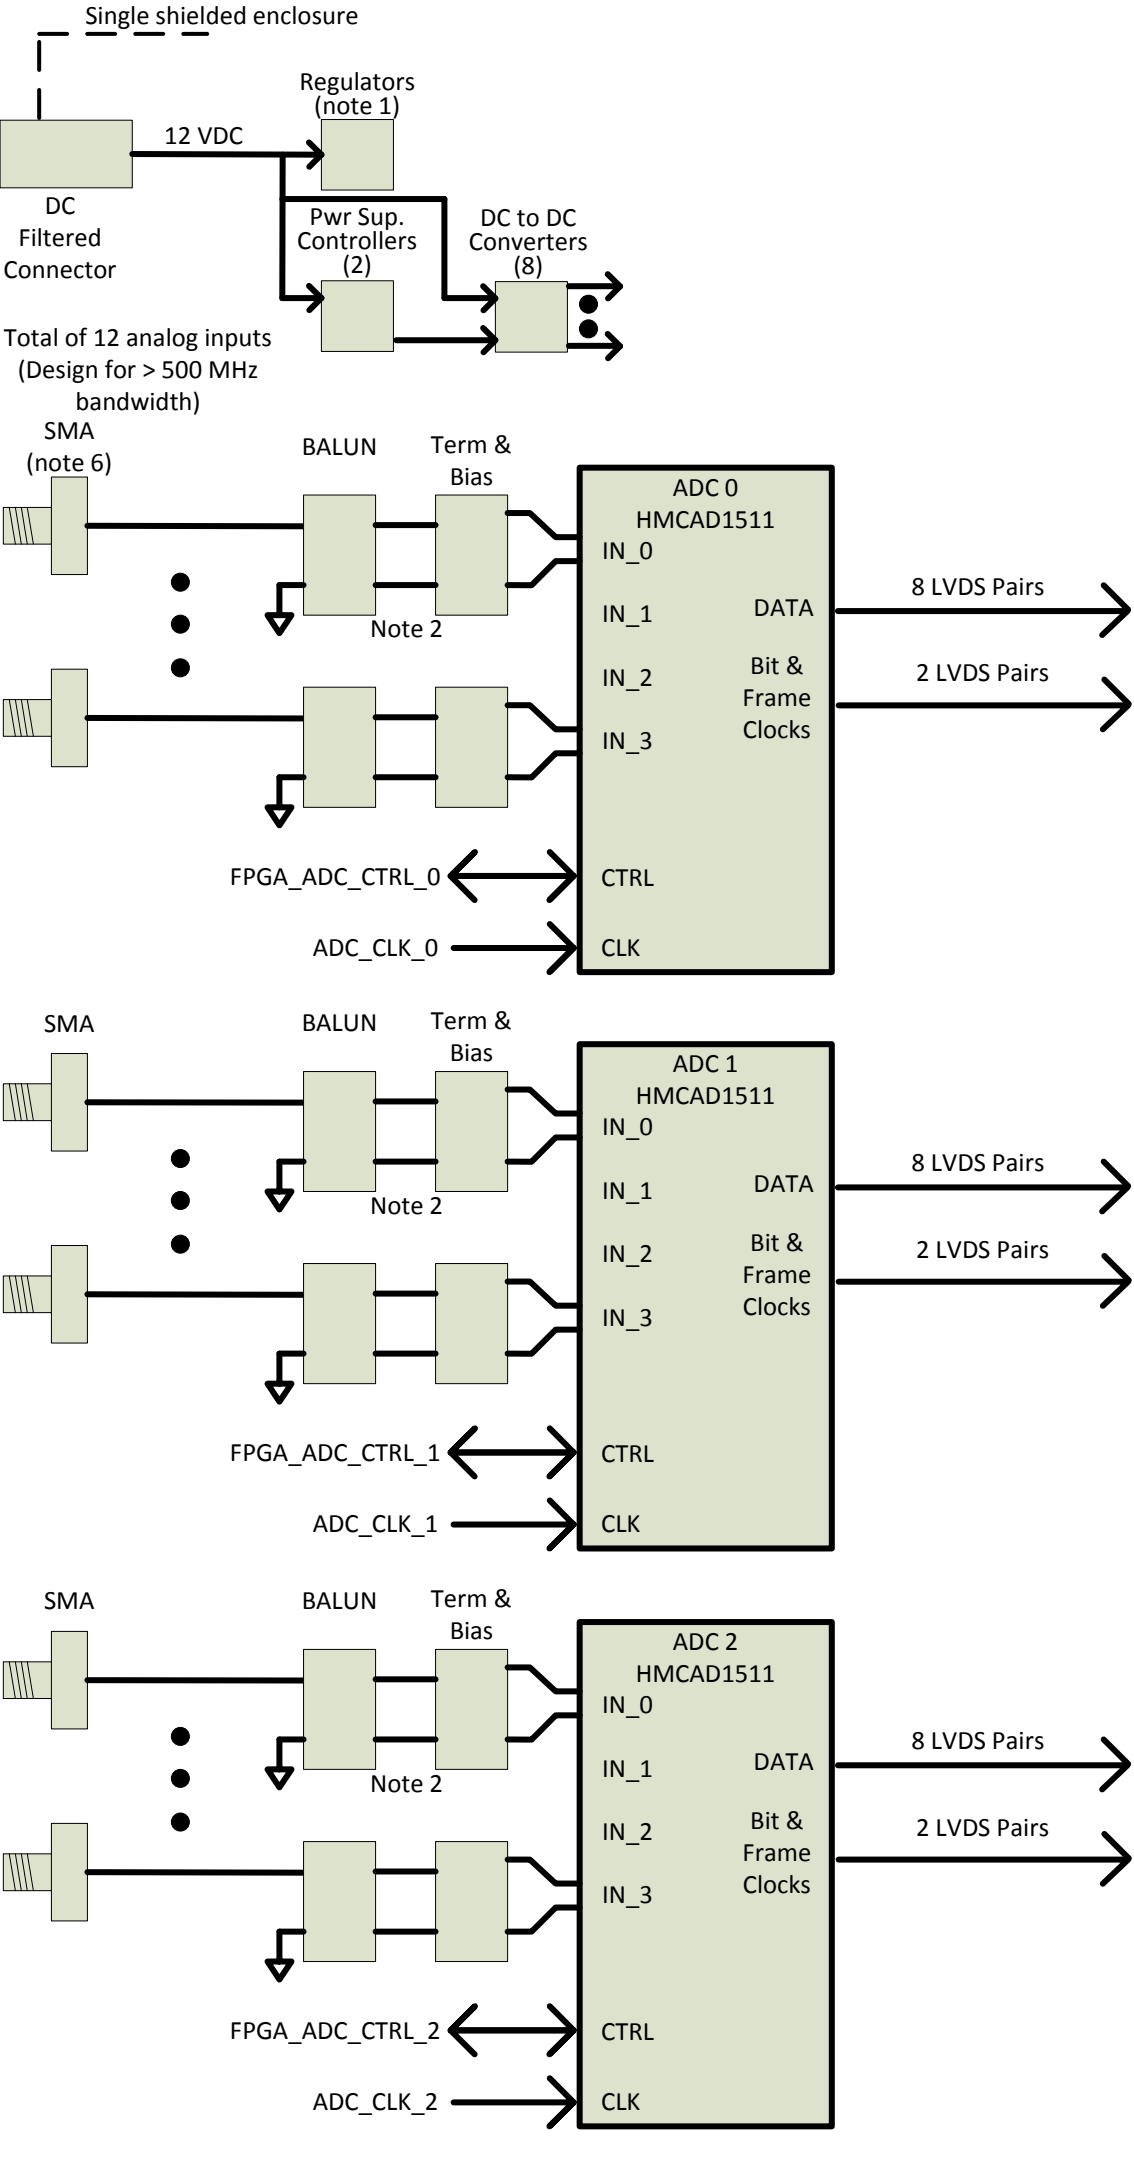 Single shielded enclosure
Regulators
(note 1)
12 VDC
DC
Filtered
Connector
Pwr Sup.
Controllers
(2)
DC to DC
Converters
(8)
Total of 12 analog inputs
(Design for > 500 MHz
bandwidth)
SMA
(note 6)
BALUN
Term &
Bias
Note 2
ADC 0
HMCAD1511
IN_0
IN_1
IN_2
IN_3
DATA
Bit &
Frame
Clocks
CTRL
CLK
8 LVDS Pairs
2 LVDS Pairs
FPGA_ADC_CTRL_0
ADC_CLK_0
SMA
BALUN
Term &
Bias
Note 2
ADC 1
HMCAD1511
IN_0
IN_1
IN_2
IN_3
DATA
Bit &
Frame
Clocks
CTRL
CLK
8 LVDS Pairs
2 LVDS Pairs
FPGA_ADC_CTRL_1
ADC_CLK_1
SMA
BALUN
Term &
Bias
Note 2
ADC 2
HMCAD1511
IN_0
IN_1
IN_2
IN_3
DATA
Bit &
Frame
Clocks
CTRL
CLK
8 LVDS Pairs
2 LVDS Pairs
FPGA_ADC_CTRL_2
ADC_CLK_2